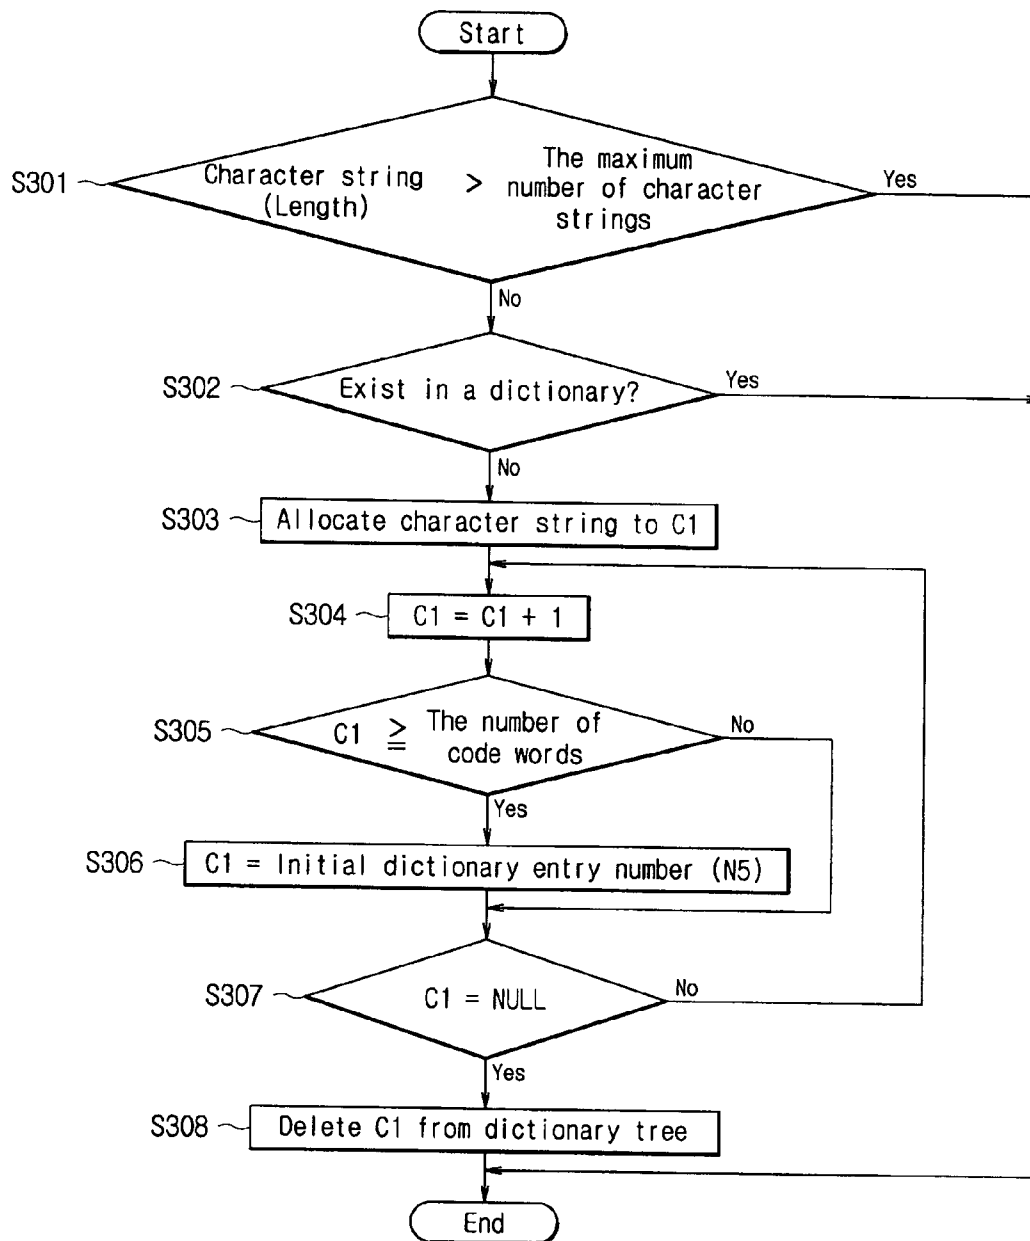 Start
S301
Character string
(Length)
>
The maximum
number of character
strings
Yes
No
S302
Exist in a dictionary?
Yes
No
S303
Allocate character string to C1
S304
C1 = C1 + 1
S305
C1 ≧ The number of
code words
No
Yes
S306
C1 = Initial dictionary entry number (N5)
S307
C1 = NULL
No
Yes
S308
Delete C1 from dictionary tree
End